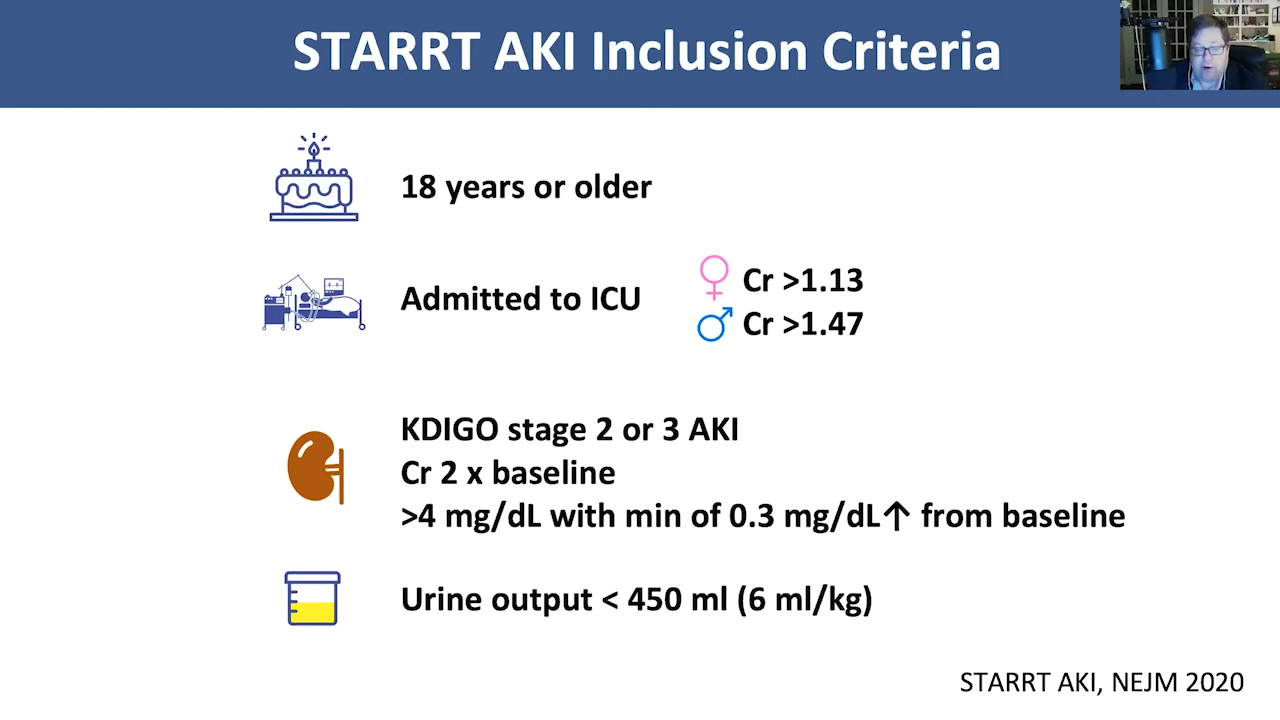 STARRT AKI Inclusion Criteria
18 years or older
Admitted to ICU
Cr >1.13
Cr >1.47
KDIGO stage 2 or 3 AKI
Cr 2 x baseline
>4 mg/dL with min of 0.3 mg/dL↑ from baseline
Urine output < 450 ml (6 ml/kg)
STARRT AKI, NEJM 2020